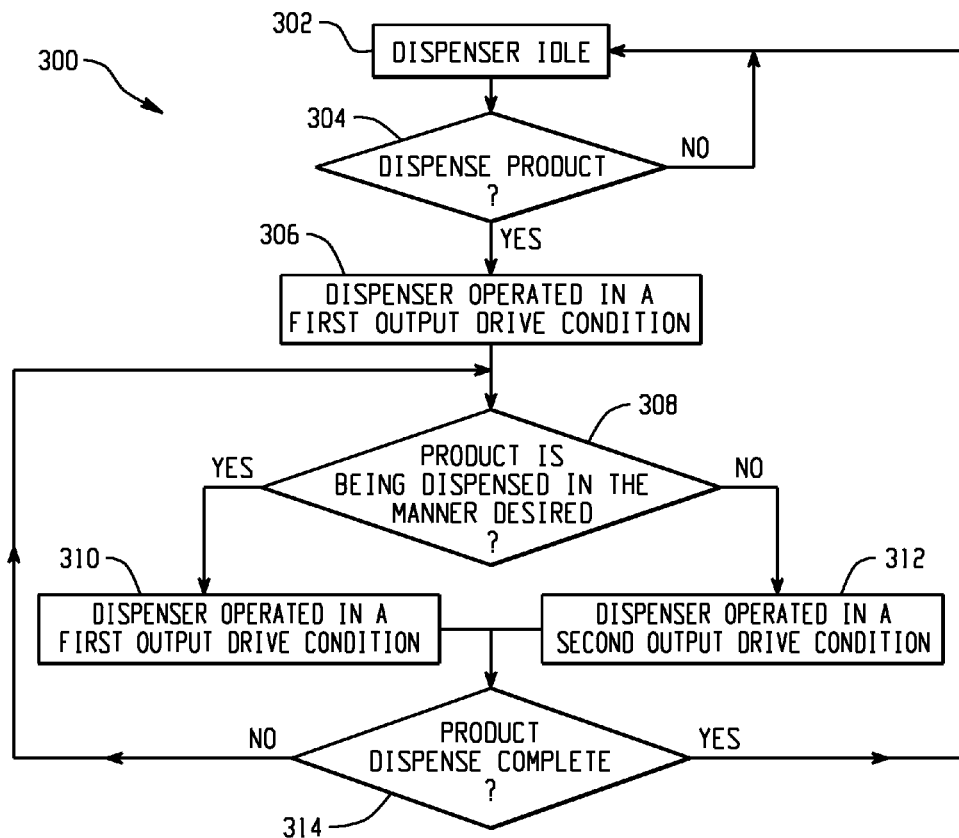 302
DISPENSER IDLE
300
304
DISPENSE PRODUCT
?
NO
YES
306
DISPENSER OPERATED IN A
FIRST OUTPUT DRIVE CONDITION
308
PRODUCT IS
BEING DISPENSED IN THE
MANNER DESIRED
?
YES
NO
310
DISPENSER OPERATED IN A
FIRST OUTPUT DRIVE CONDITION
312
DISPENSER OPERATED IN A
SECOND OUTPUT DRIVE CONDITION
PRODUCT
DISPENSE COMPLETE
?
NO
YES
314